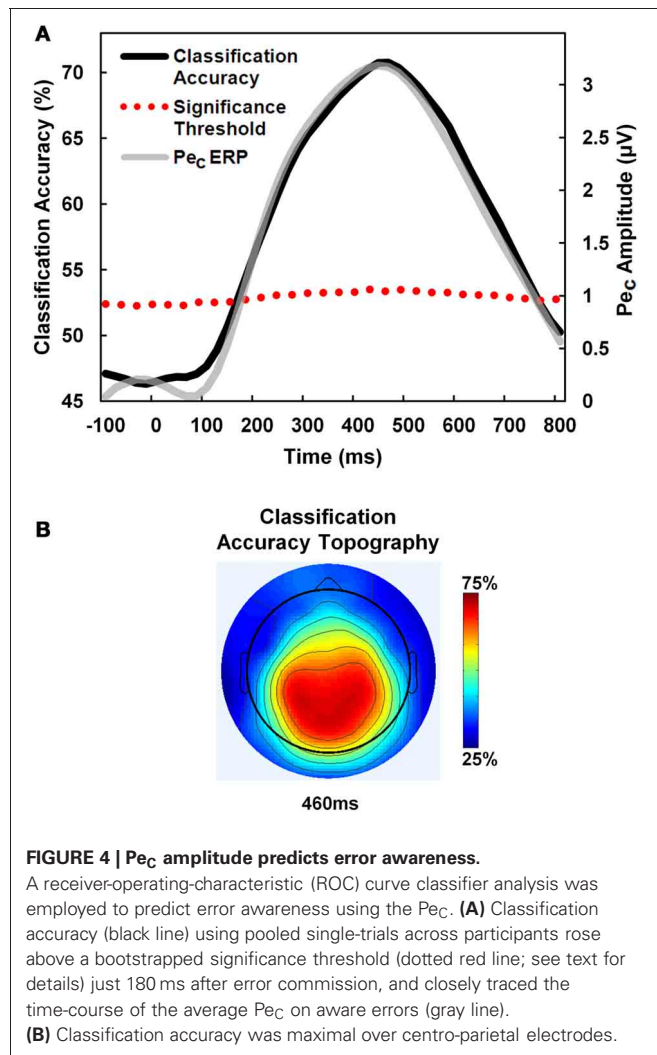 A
Classification
Accuracy
Significance
Threshold
Pec ERP
Classification Accuracy (%)
70
65
60
55
50
45
3
2.5
2
1.5
1
0.5
0
Pec Amplitude (µV)
-100 0 100 200 300 400 500 600 700 800
Time (ms)
B
Classification
Accuracy Topography
75%
25%
460ms
FIGURE 4 | PeC amplitude predicts error awareness.
A receiver-operating-characteristic (ROC) curve classifier analysis was
employed to predict error awareness using the PeC. (A) Classification
accuracy (black line) using pooled single-trials across participants rose
above a bootstrapped significance threshold (dotted red line; see text for
details) just 180 ms after error commission, and closely traced the
time-course of the average PeC on aware errors (gray line).
(B) Classification accuracy was maximal over centro-parietal electrodes.